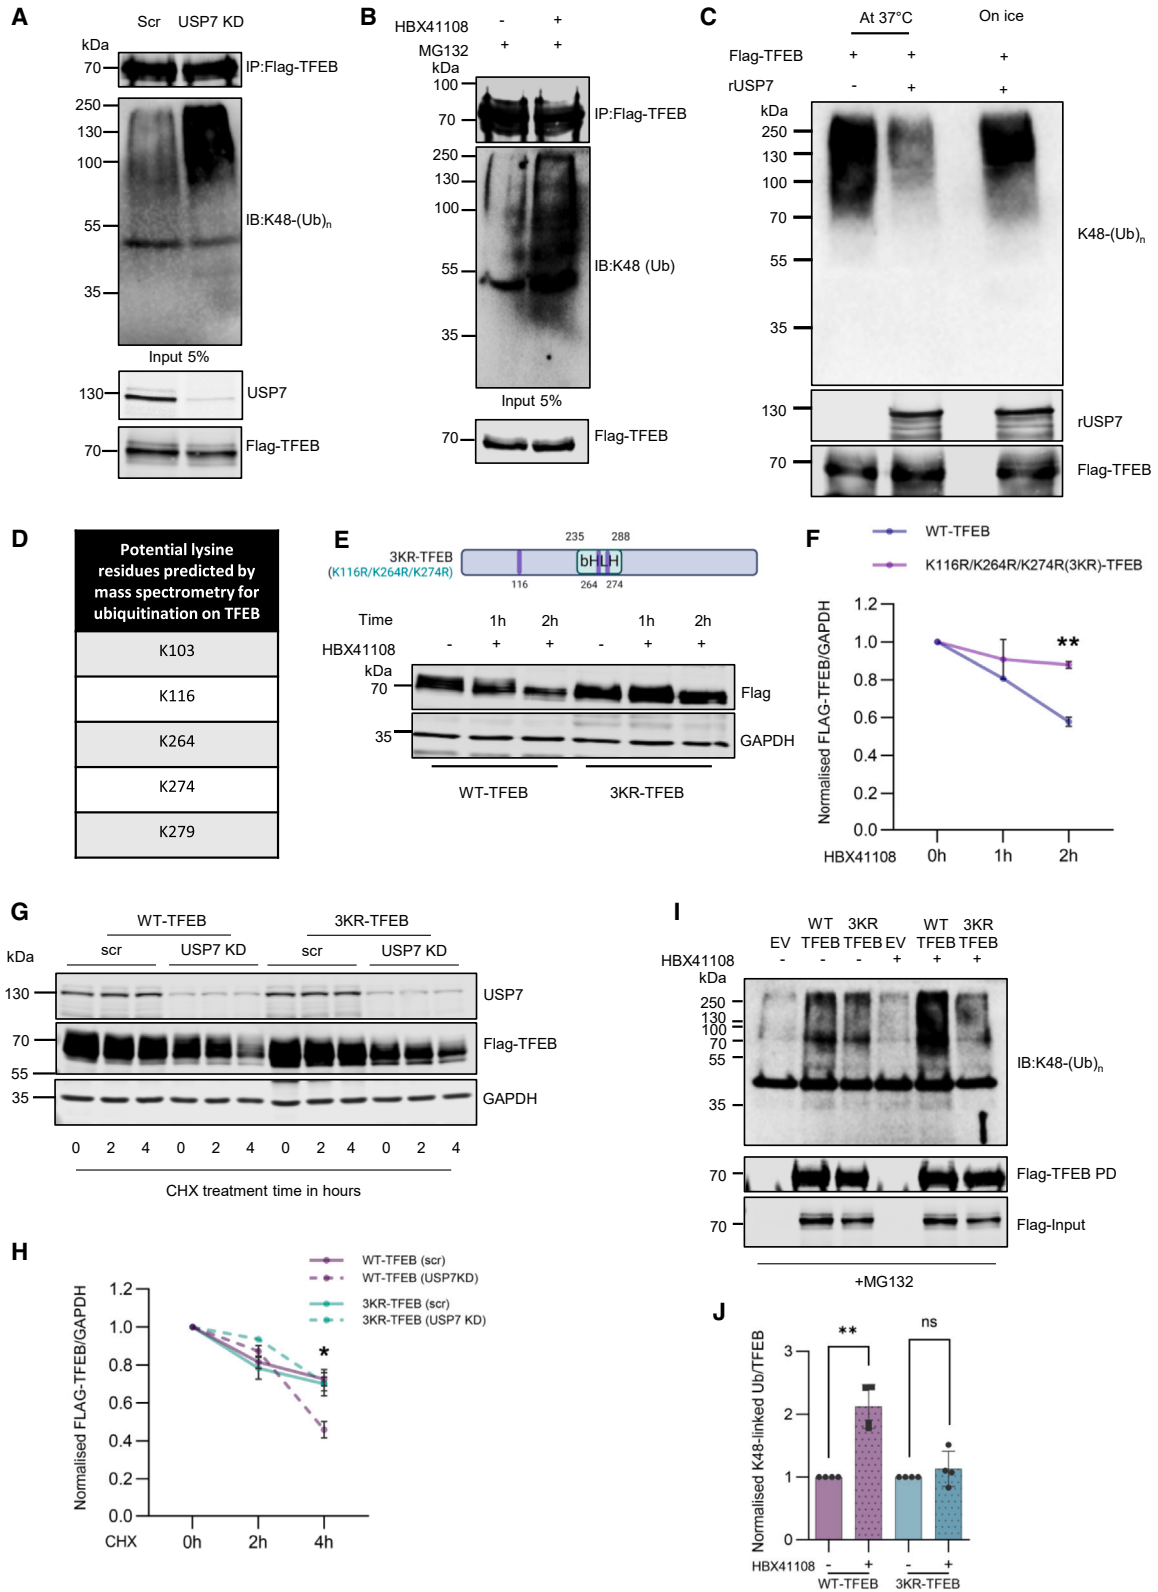 A
Scr USP7 KD
kDa
70
IP:Flag-TFEB
250
130
100
55
35
IB:K48-(Ub)n
Input 5%
130
USP7
70
Flag-TFEB
B
HBX41108 - +
MG132 + +
kDa
100
70
IP:Flag-TFEB
250
130
100
55
35
IB:K48 (Ub)
Input 5%
70
Flag-TFEB
C
At 37°C On ice
Flag-TFEB + + +
rUSP7 - + +
kDa
250
130
100
70
55
35
K48-(Ub)n
130
rUSP7
70
Flag-TFEB
D
Potential lysine
residues predicted by
mass spectrometry for
ubiquitination on TFEB
K103
K116
K264
K274
K279
E
235 288
3KR-TFEB
(K116R/K264R/K274R)
bHLH
116 264 274
Time 1h 2h 1h 2h
HBX41108 - + + - + +
kDa
70
Flag
35
GAPDH
WT-TFEB 3KR-TFEB
F
WT-TFEB
K116R/K264R/K274R(3KR)-TFEB
Normalised FLAG-TFEB/GAPDH
1.2
1.0
0.8
0.6
0.4
0.2
0.0
**
HBX41108 0h 1h 2h
G
WT-TFEB 3KR-TFEB
scr USP7 KD scr USP7 KD
kDa
130
USP7
70
Flag-TFEB
55
35
GAPDH
0 2 4 0 2 4 0 2 4 0 2 4
CHX treatment time in hours
H
WT-TFEB (scr)
WT-TFEB (USP7KD)
3KR-TFEB (scr)
3KR-TFEB (USP7 KD)
Normalised FLAG-TFEB/GAPDH
1.2
1.0
0.8
0.6
0.4
0.2
0.0
*
CHX 0h 2h 4h
I
WT 3KR WT 3KR
EV TFEB TFEB EV TFEB TFEB
HBX41108 - - - + + +
kDa
250
130
100
70
55
35
IB:K48-(Ub)n
70
Flag-TFEB PD
70
Flag-Input
+MG132
J
Normalised K48-linked Ub/TFEB
3
2
1
0
**
ns
HBX41108 - + - +
WT-TFEB 3KR-TFEB